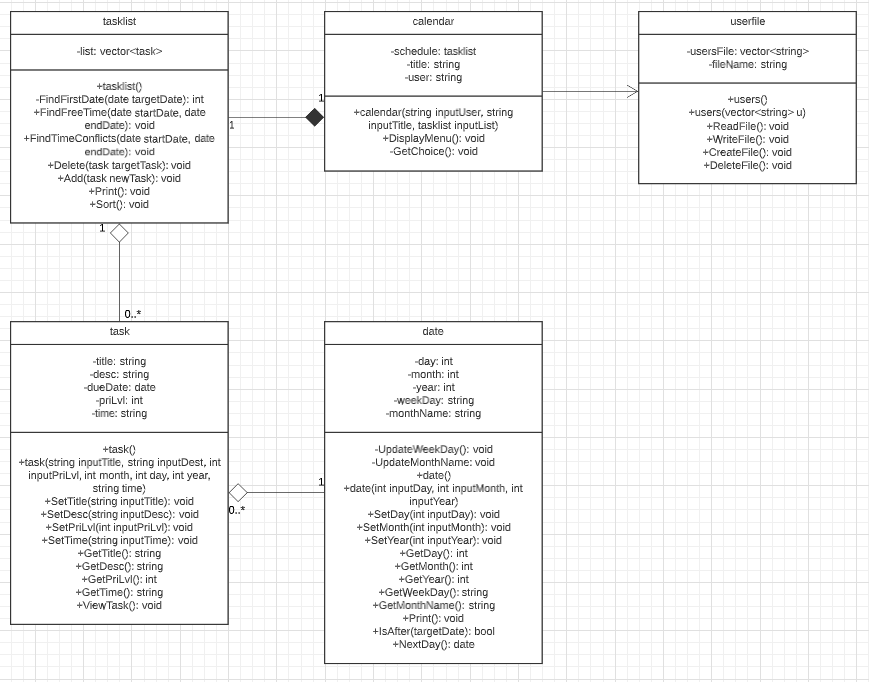 tasklist
-list: vector<task>
+tasklist()
-FindFirstDate(date targetDate): int
+FindFreeTime(date startDate, date
endDate): void
+FindTimeConflicts(date startDate, date
endDate): void
+Delete(task targetTask): void
+Add(task newTask): void
+Print(): void
+Sort(): void
1
1
calendar
-schedule: tasklist
-title: string
-user: string
+calendar(string inputUser, string
inputTitle, tasklist inputList)
+DisplayMenu(): void
-GetChoice(): void
userfile
-usersFile: vector<string>
-fileName: string
+users()
+users(vector<string> u)
+ReadFile(): void
+WriteFile(): void
+CreateFile(): void
+DeleteFile(): void
1
0..*
task
-title: string
-desc: string
-dueDate: date
-priLvl: int
-time: string
+task()
+task(string inputTitle, string inputDest, int
inputPriLvl, int month, int day, int year,
string time)
+SetTitle(string inputTitle): void
+SetDesc(string inputDesc): void
+SetPriLvl(int inputPriLvl): void
+SetTime(string inputTime): void
+GetTitle(): string
+GetDesc(): string
+GetPriLvl(): int
+GetTime(): string
+ViewTask(): void
0..*
1
date
-day: int
-month: int
-year: int
-weekDay: string
-monthName: string
-UpdateWeekDay(): void
-UpdateMonthName: void
+date()
+date(int inputDay, int inputMonth, int
inputYear)
+SetDay(int inputDay): void
+SetMonth(int inputMonth): void
+SetYear(int inputYear): void
+GetDay(): int
+GetMonth(): int
+GetYear(): int
+GetWeekDay(): string
+GetMonthName(): string
+Print(): void
+IsAfter(targetDate): bool
+NextDay(): date